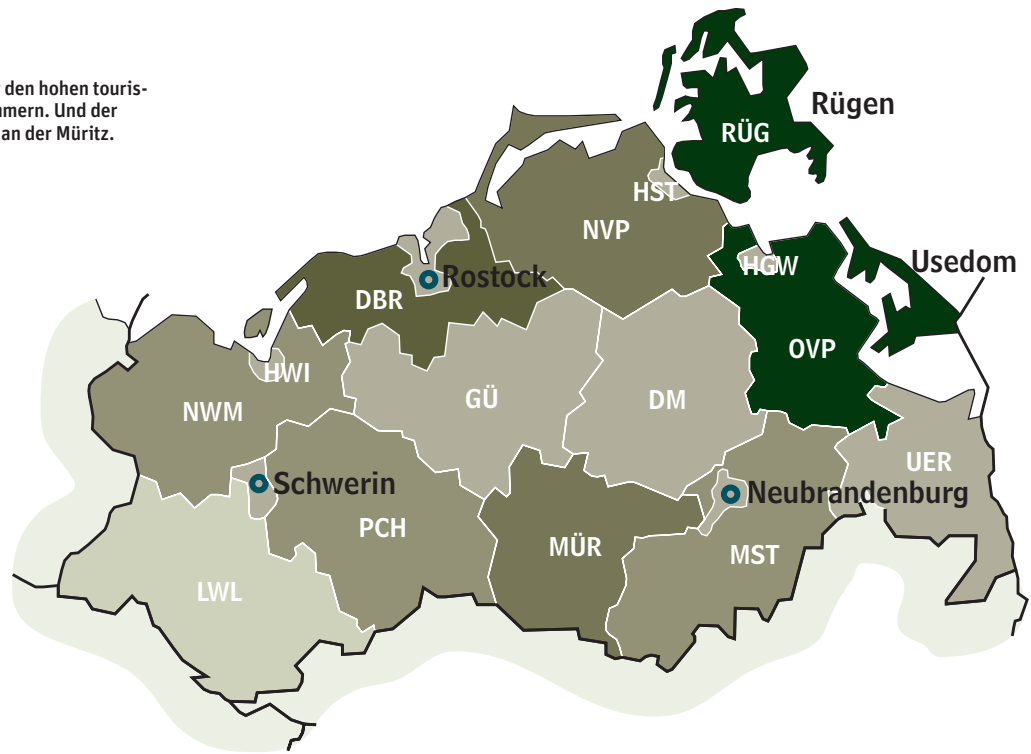 den hohen touris-
mern. Und der
an der Müritz.
Rügen
RÜG
HST
NVP
HGW
Usedom
Rostock
DBR
OVP
HWI
GÜ
DM
NWM
UER
Schwerin
Neubrandenburg
PCH
MÜR
MST
LWL